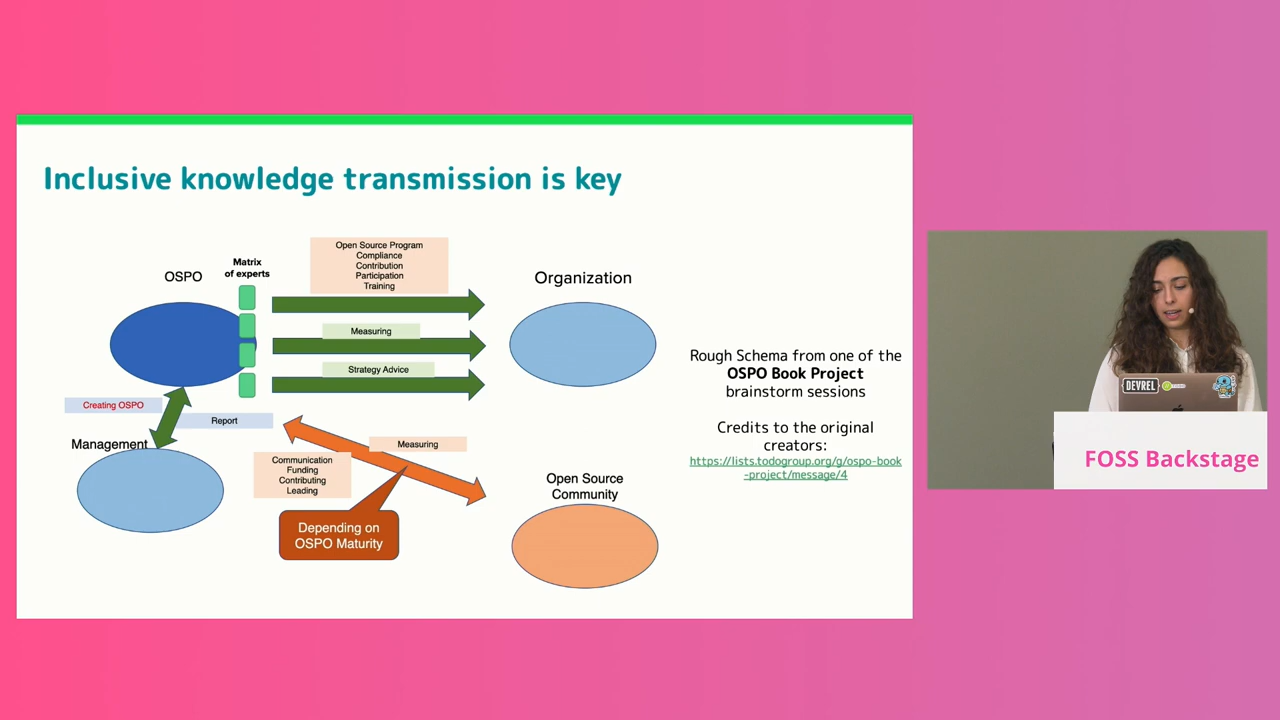 Inclusive knowledge transmission is key
OSPO
Matrix
of experts
Open Source Program
Compliance
Contribution
Participation
Training
Measuring
Strategy Advice
Organization
Creating OSPO
Report
Management
Measuring
Communication
Funding
Contributing
Leading
Depending on
OSPO Maturity
Open Source
Community
Rough Schema from one of the
OSPO Book Project
brainstorm sessions
Credits to the original
creators:
https://lists.todogroup.org/g/ospo-book
-project/message/4
DEVREL
FOSS Backstage